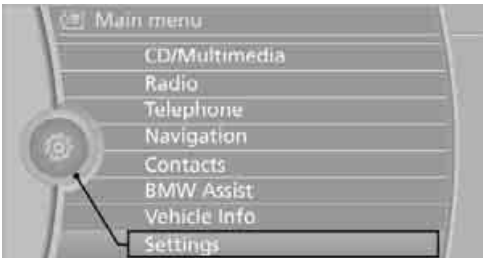 Main menu
CD/Multimedia
Radio
Telephone
Navigation
Contacts
BMW Assist
Vehicle Info
Settings